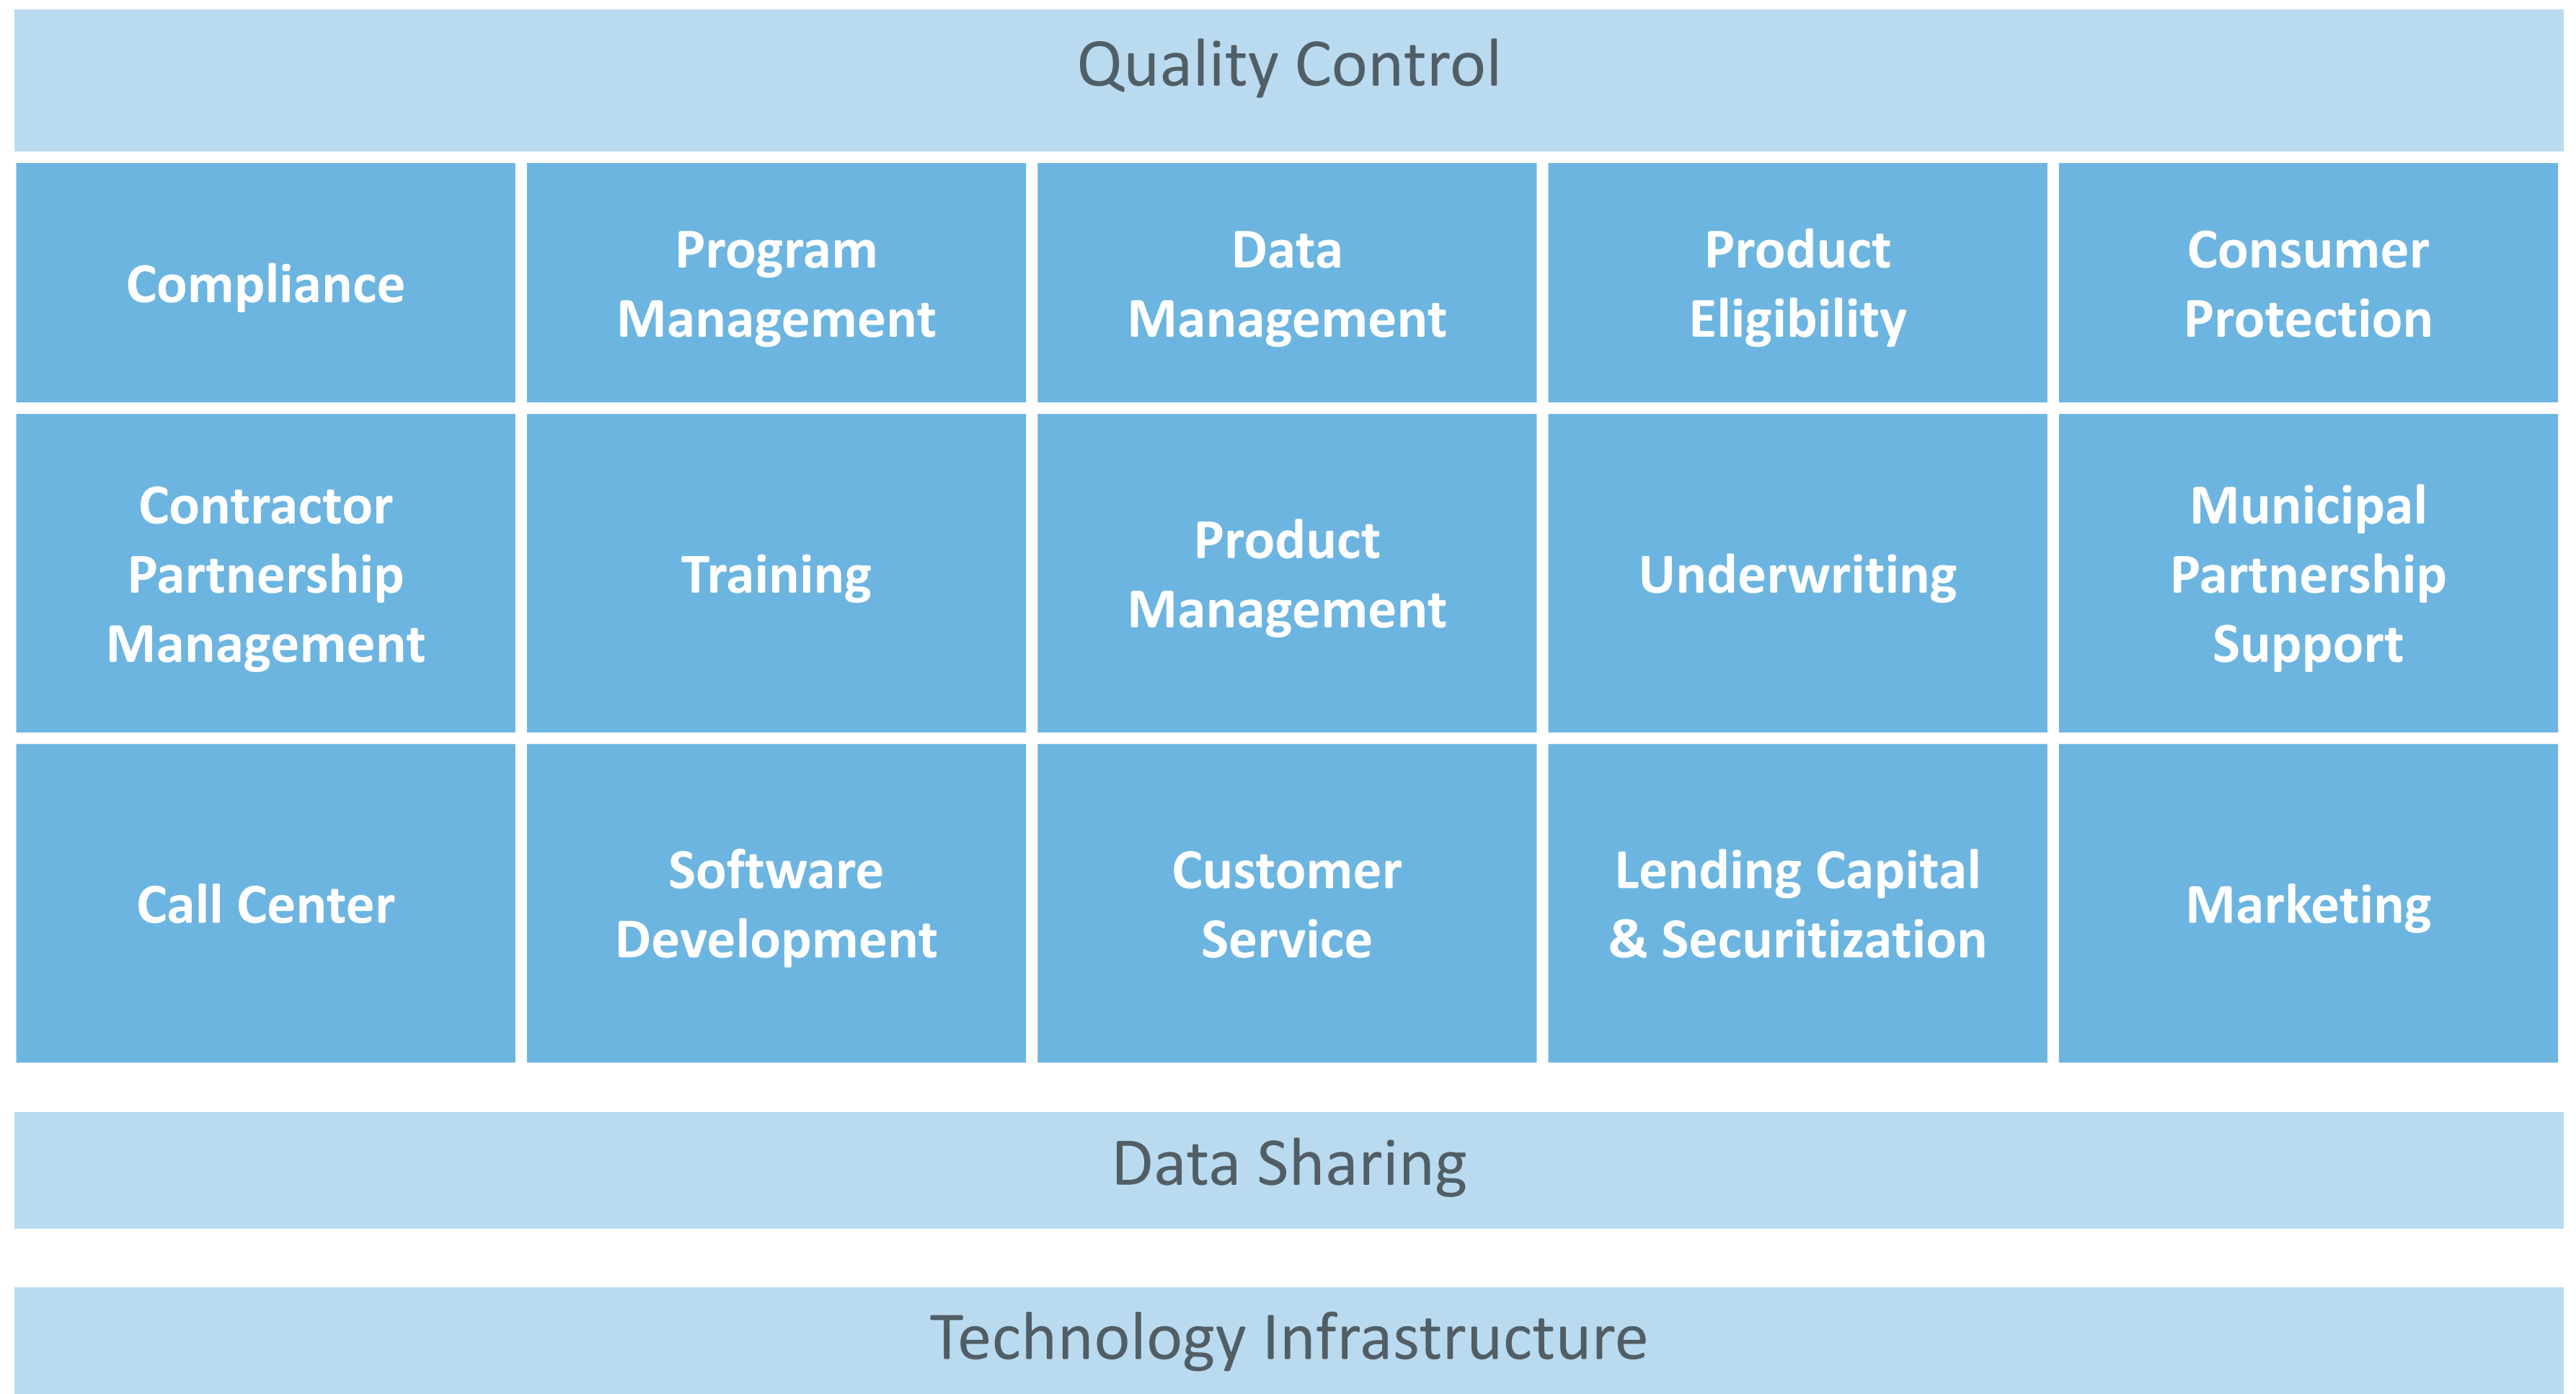 Quality Control
Compliance
Program
Management
Data
Management
Product
Eligibility
Consumer
Protection
Contractor
Partnership
Management
Training
Product
Management
Underwriting
Municipal
Partnership
Support
Call Center
Software
Development
Customer
Service
Lending Capital
& Securitization
Marketing
Data Sharing
Technology Infrastructure